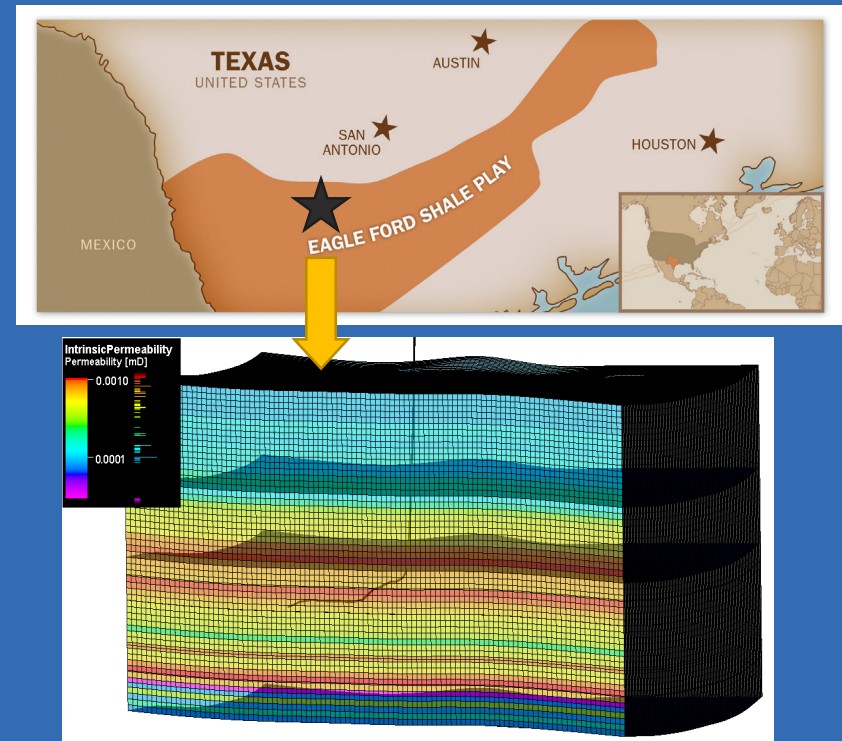 TEXAS
UNITED STATES
AUSTIN
SAN
ANTONIO
HOUSTON
EAGLE FORD SHALE PLAY
MEXICO
IntrinsicPermeability
Permeability [mD]
0.0010
0.0001